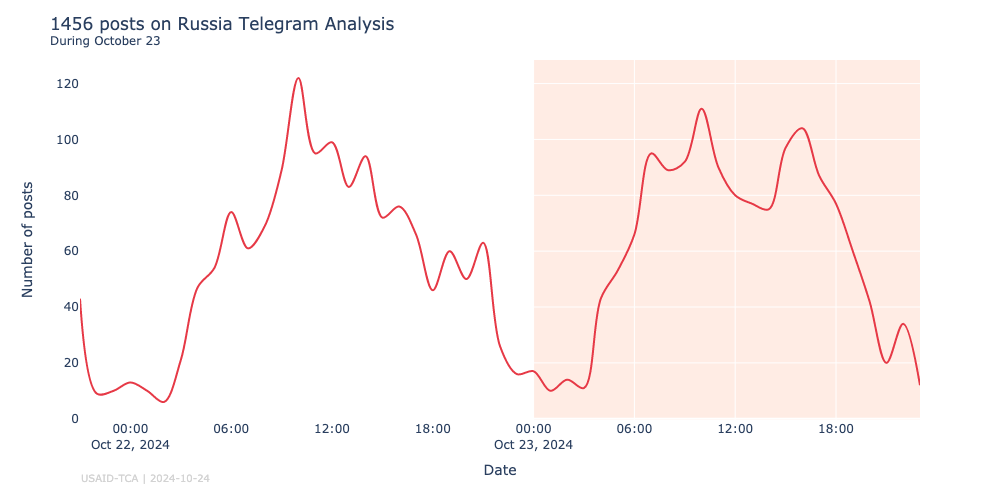 1456 posts on Russia Telegram Analysis
During October 23
Number of posts
120
100
80
60
40
20
0
00:00 06:00 12:00 18:00 00:00 06:00 12:00 18:00
Oct 22, 2024 Oct 23, 2024
Date
USAID-TCA | 2024-10-24